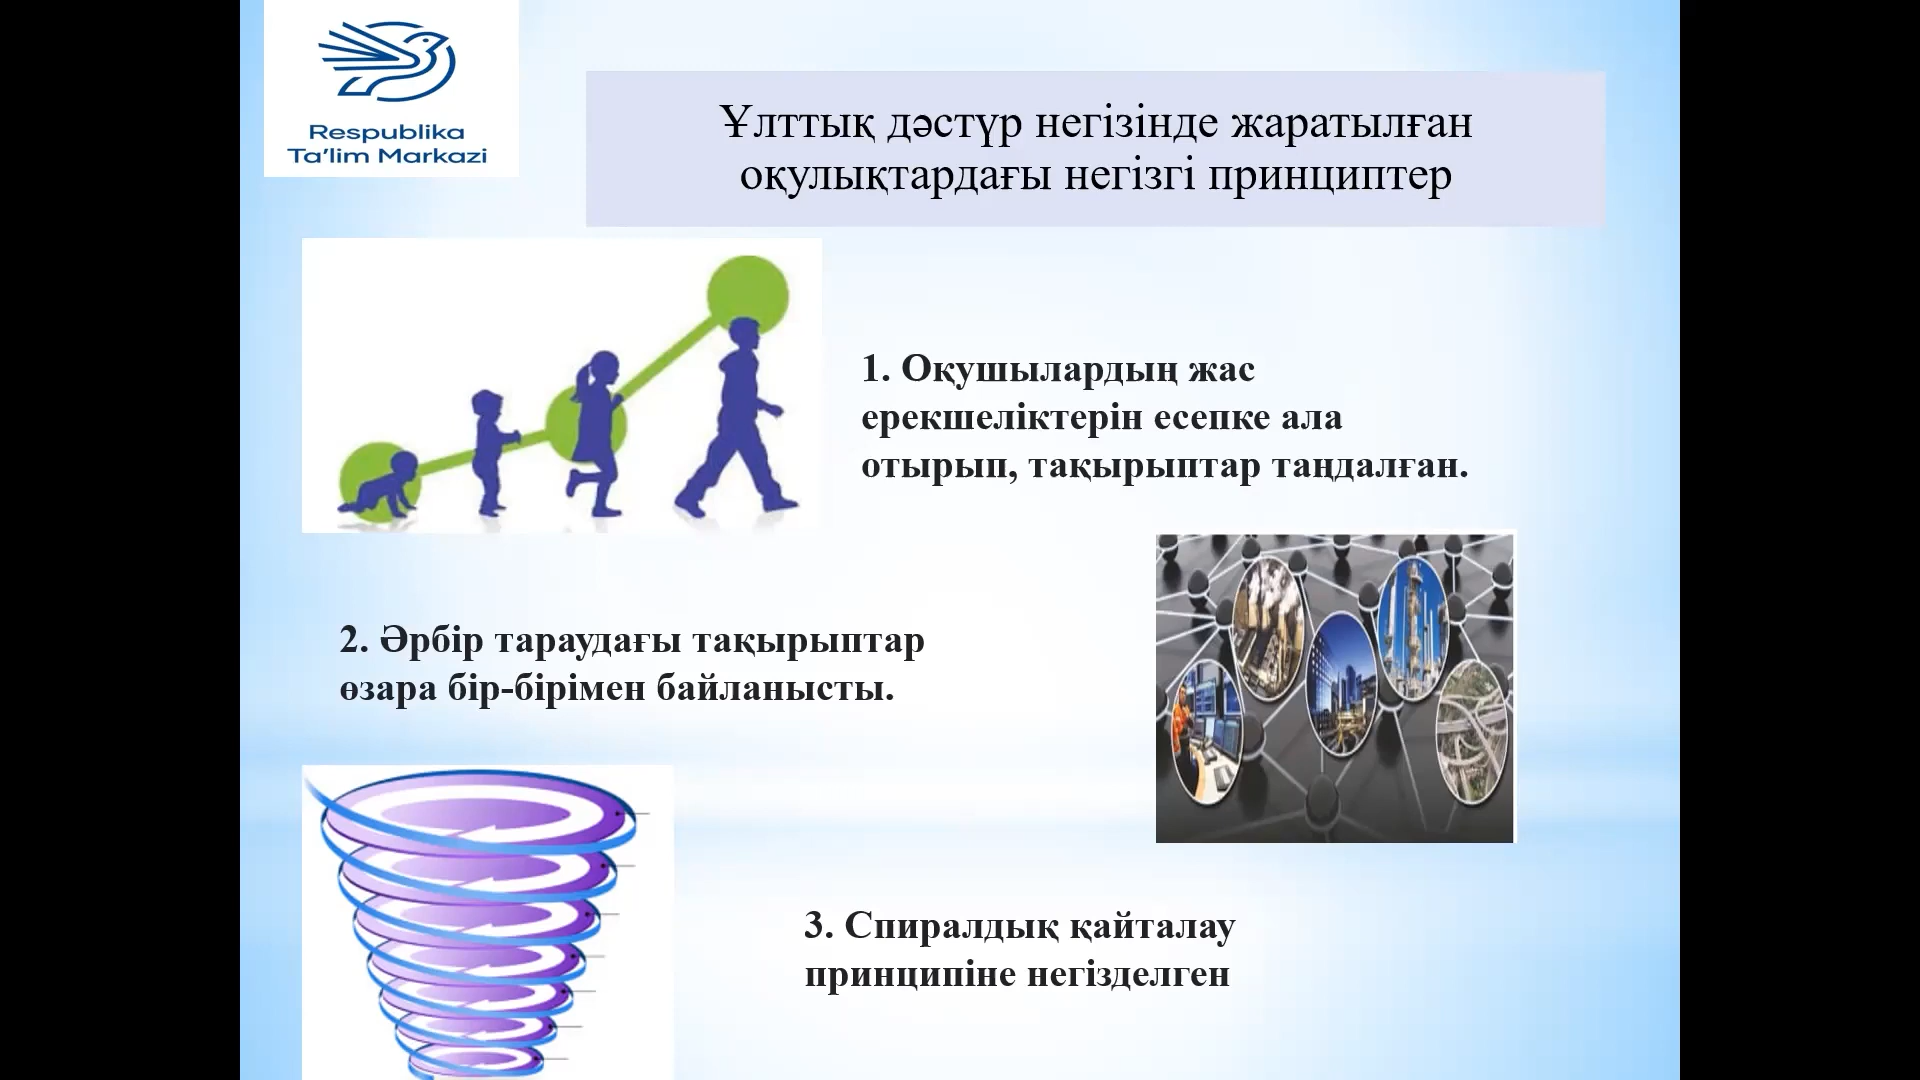 Respublika
Ta’lim Markazi
Ұлттық дәстүр негізінде жаратылған
оқулықтардағы негізгі принциптер
1. Оқушылардың жас
ерекшеліктерін есепке ала
отырып, тақырыптар таңдалған.
2. Әрбір тараудағы тақырыптар
өзара бір-бірімен байланысты.
3. Спиралдық қайталау
принципіне негізделген